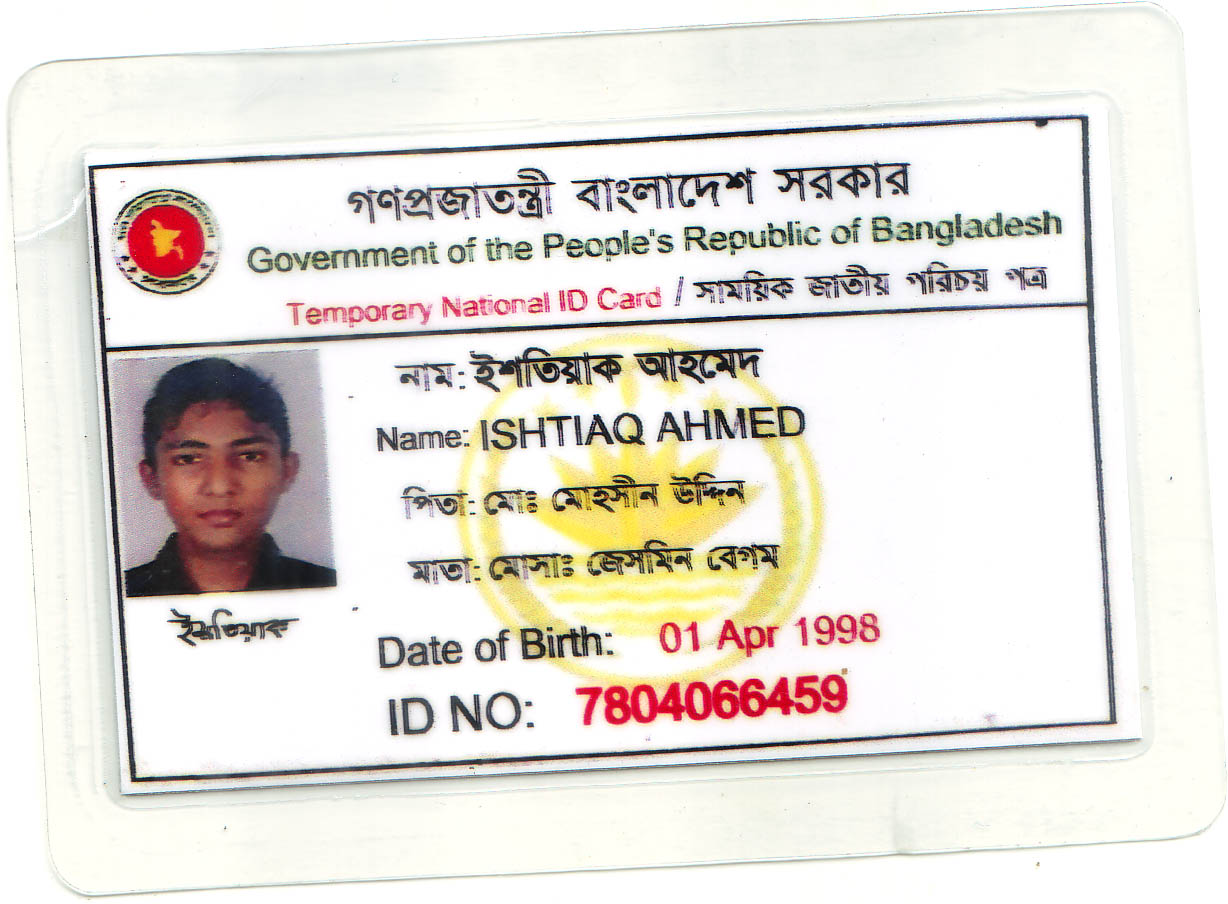 গণপ্রজাতন্ত্রী বাংলাদেশ সরকার
Government of the People's Republic of Bangladesh
Temporary National ID Card / সাময়িক জাতীয় পরিচয় পত্র
নাম: ইশতিয়াক আহমেদ
Name: ISHTIAQ AHMED
পিতা: মোঃ মোহসীন উদ্দিন
মাতা: মোসাঃ জেসমিন বেগম
ইশতিয়াক
Date of Birth: 01 Apr 1998
ID NO: 7804066459